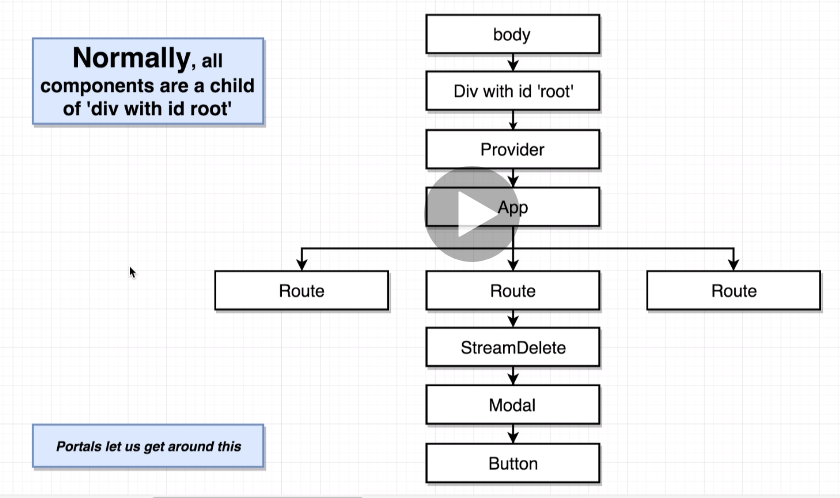 Normally, all
components are a child
of 'div with id root'
body
Div with id 'root'
Provider
App
Route
Route
Route
StreamDelete
Modal
Button
Portals let us get around this